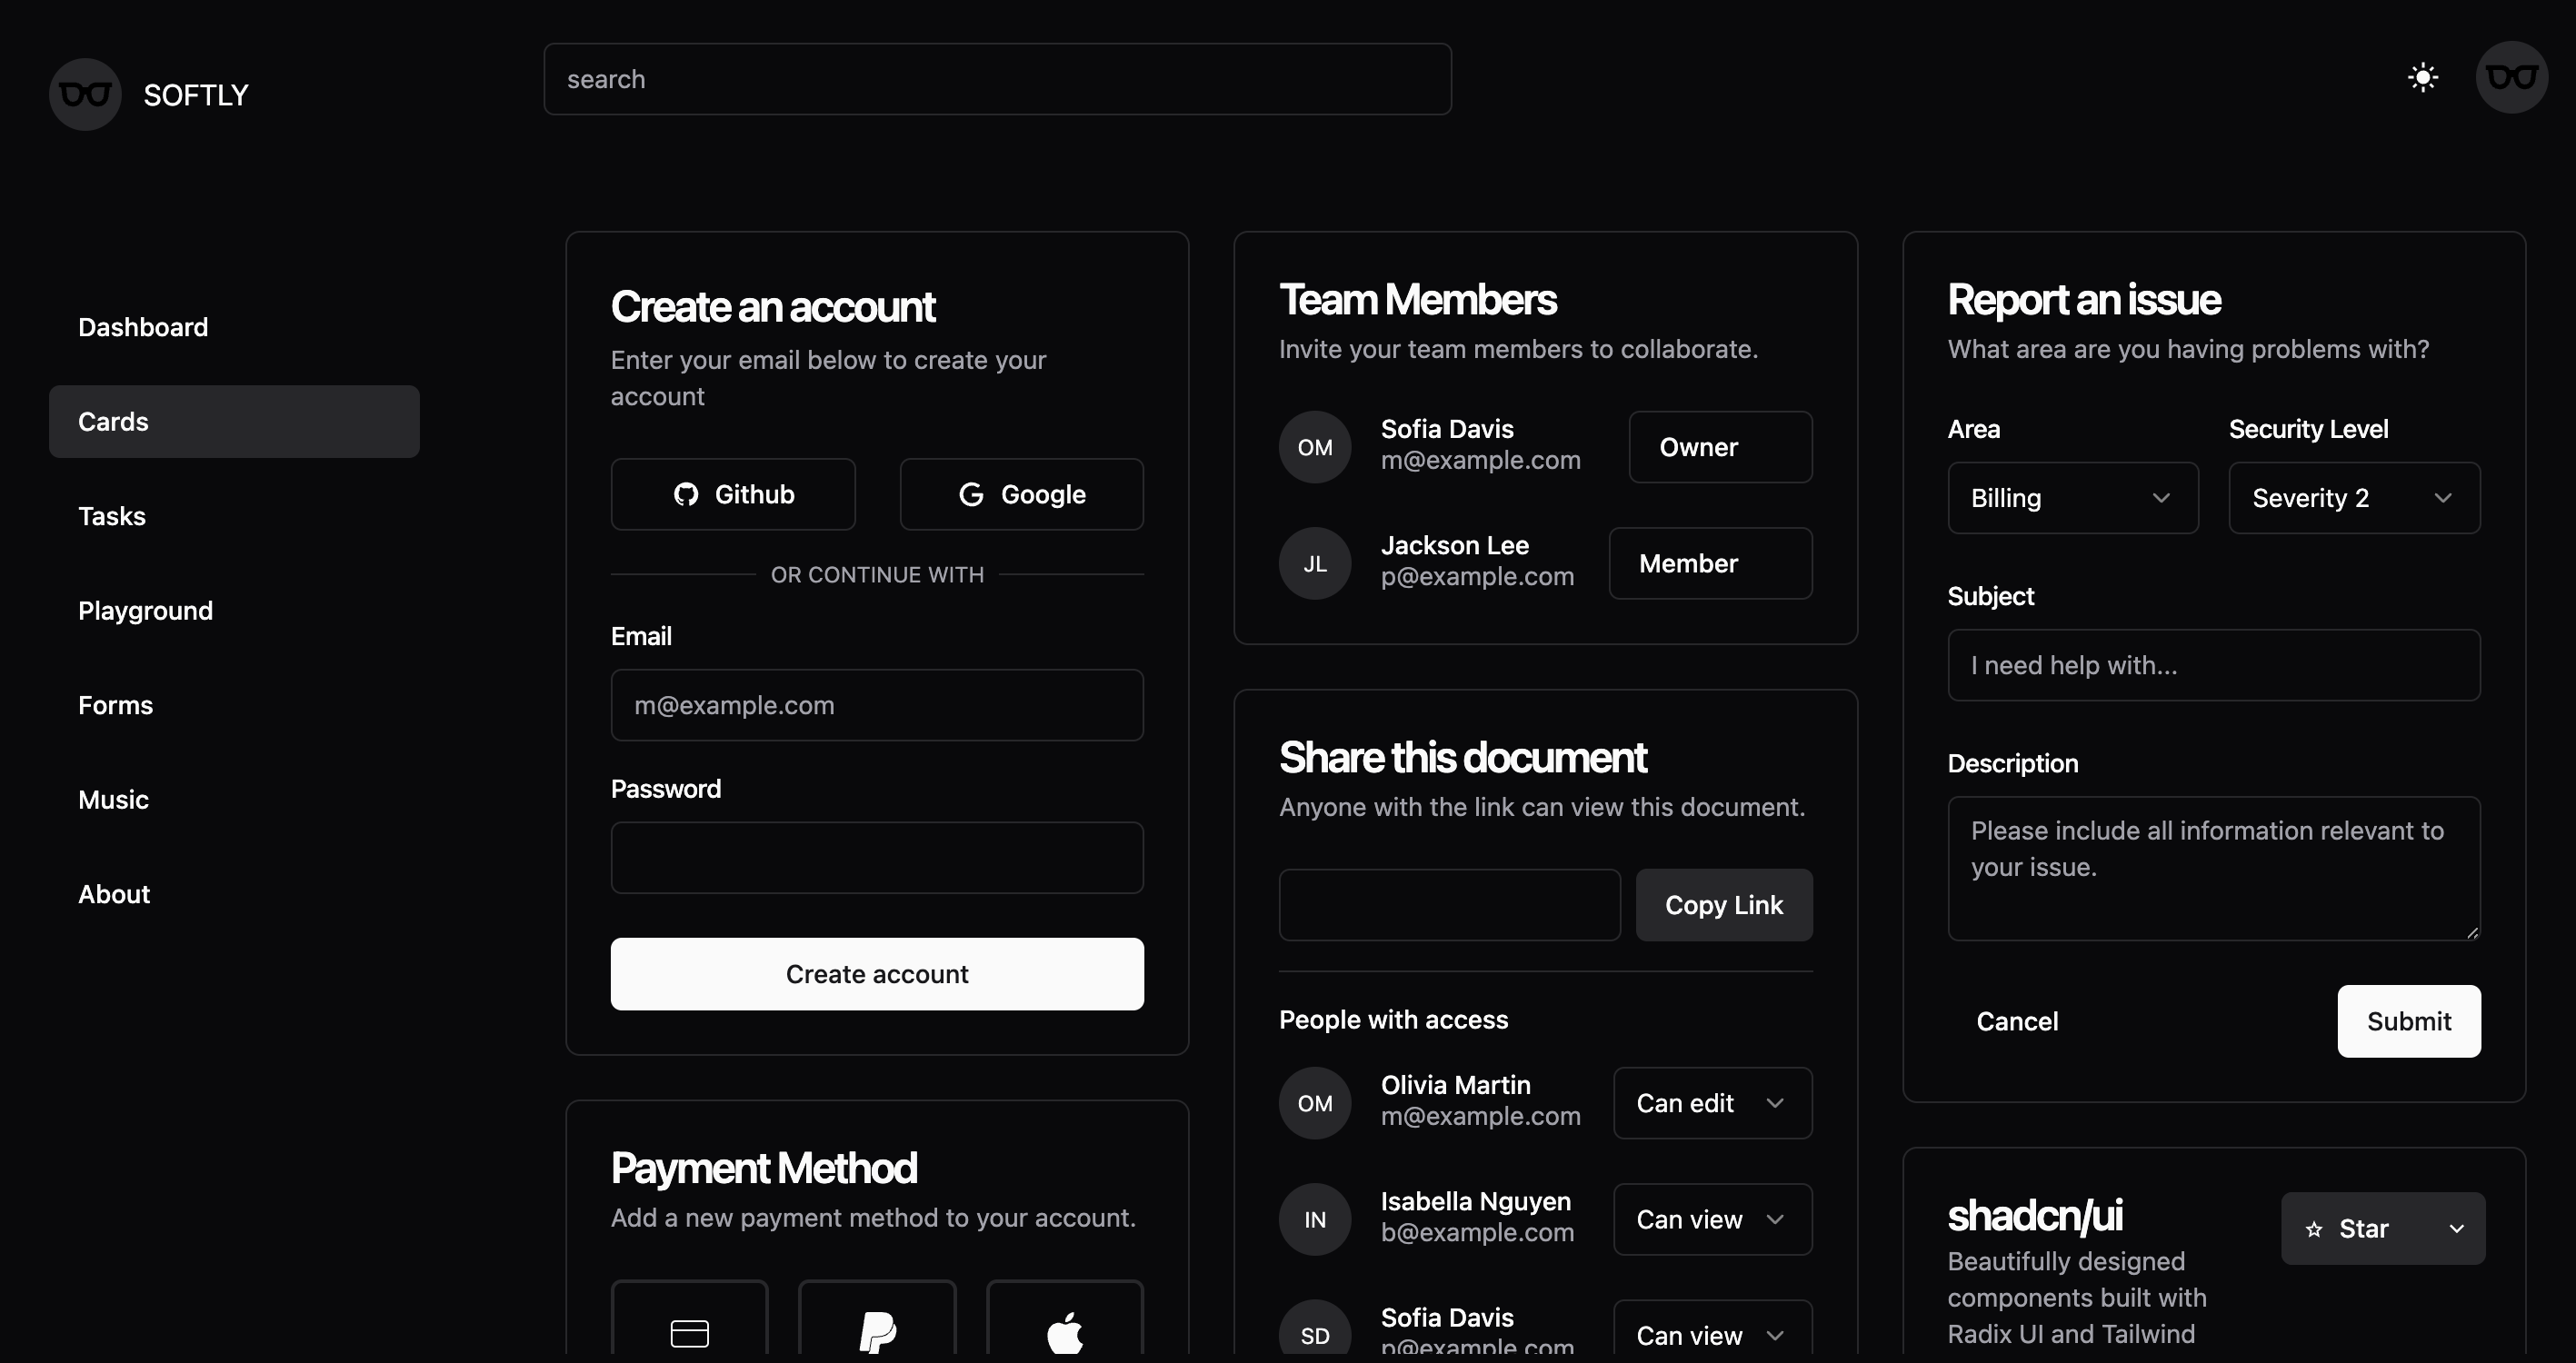 SOFTLY
search
Dashboard
Cards
Tasks
Playground
Forms
Music
About
Create an account
Enter your email below to create your
account
Github
Google
OR CONTINUE WITH
Email
m@example.com
Password
Create account
Payment Method
Add a new payment method to your account.
Team Members
Invite your team members to collaborate.
OM
Sofia Davis
m@example.com
Owner
JL
Jackson Lee
p@example.com
Member
Share this document
Anyone with the link can view this document.
Copy Link
People with access
OM
Olivia Martin
m@example.com
Can edit
IN
Isabella Nguyen
b@example.com
Can view
SD
Sofia Davis
p@example.com
Can view
Report an issue
What area are you having problems with?
Area
Security Level
Billing
Severity 2
Subject
I need help with...
Description
Please include all information relevant to
your issue.
Cancel
Submit
shadcn/ui
Star
Beautifully designed
components built with
Radix UI and Tailwind